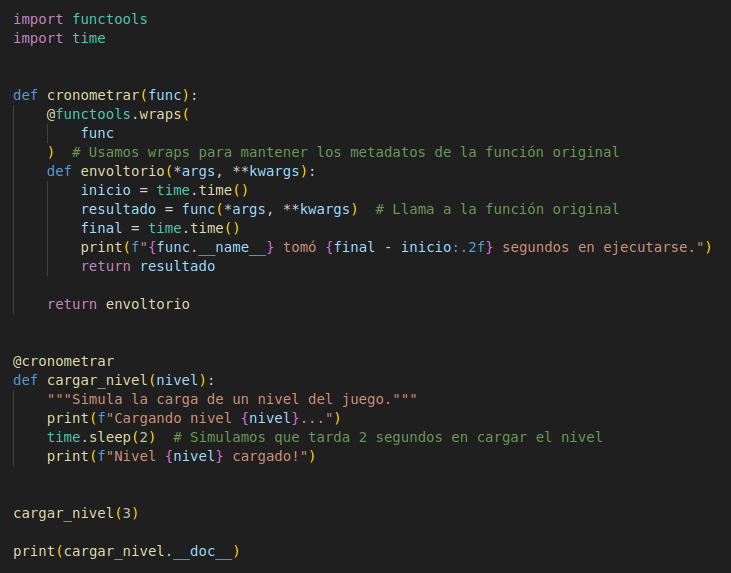 import functools
import time
def cronometrar(func):
@functools.wraps(
func
)  # Usamos wraps para mantener los metadatos de la función original
def envoltorio(*args, **kwargs):
inicio = time.time()
resultado = func(*args, **kwargs)  # Llama a la función original
final = time.time()
print(f"{func.__name__} tomó {final - inicio:.2f} segundos en ejecutarse.")
return resultado
return envoltorio
@cronometrar
def cargar_nivel(nivel):
"""Simula la carga de un nivel del juego."""
print(f"Cargando nivel {nivel}...")
time.sleep(2)  # Simulamos que tarda 2 segundos en cargar el nivel
print(f"Nivel {nivel} cargado!")
cargar_nivel(3)
print(cargar_nivel.__doc__)